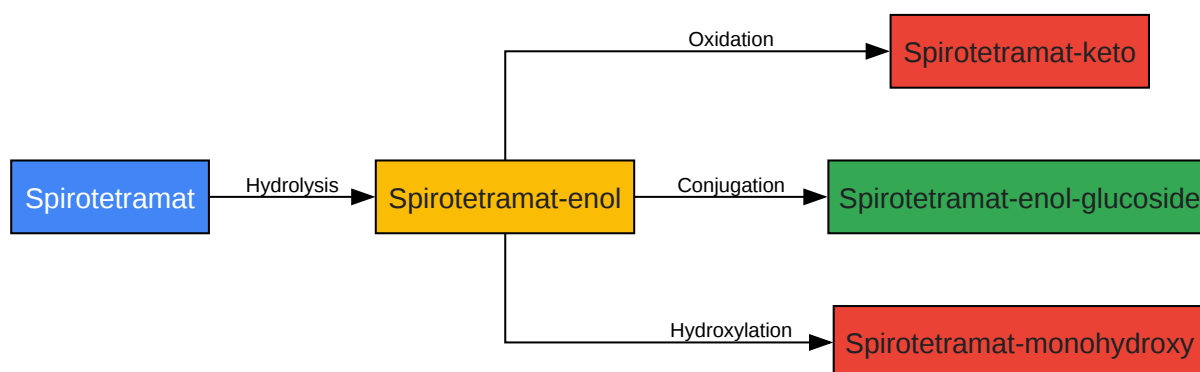 Oxidation
Spirotetramat-keto
Spirotetramat
Hydrolysis
Spirotetramat-enol
Conjugation
Spirotetramat-enol-glucoside
Hydroxylation
Spirotetramat-monohydroxy